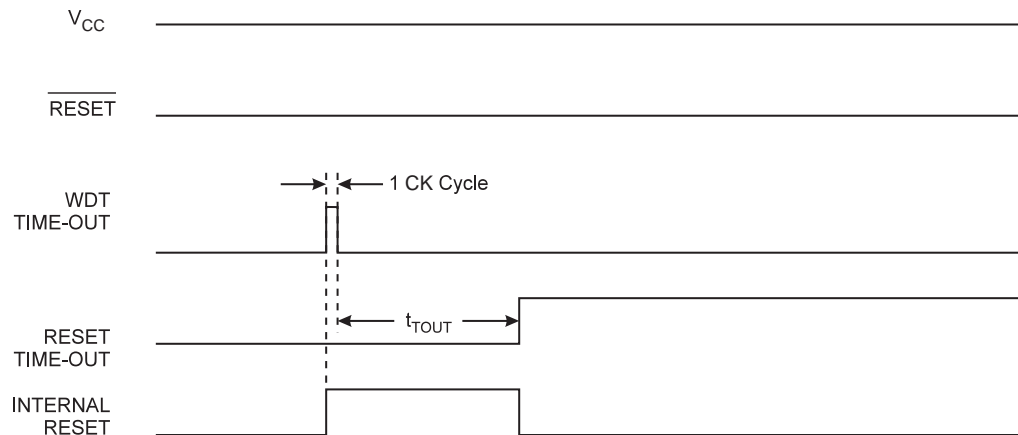 VCC
RESET
1 CK Cycle
WDT
TIME-OUT
tTOUT
RESET
TIME-OUT
INTERNAL
RESET